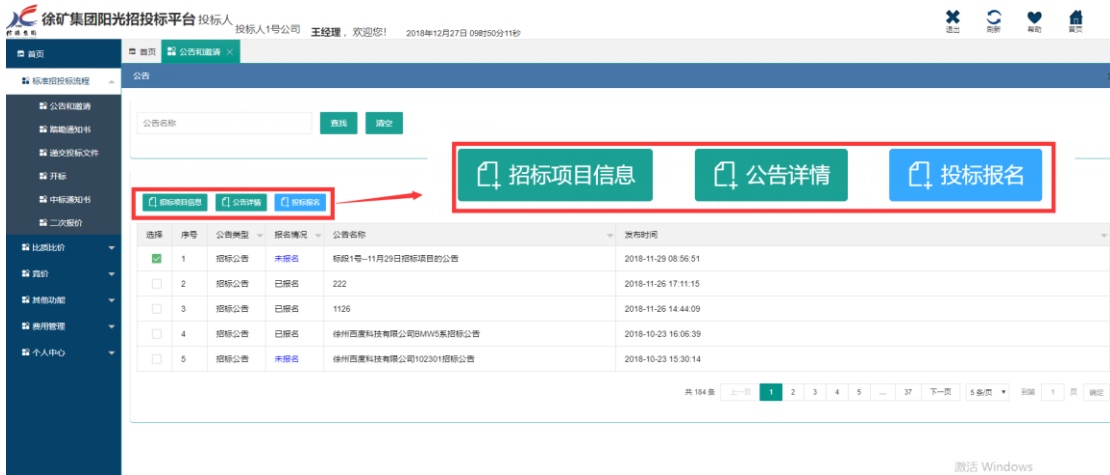 徐矿集团阳光招投标平台 投标人
投标人1号公司 王经理，欢迎您! 2018年12月27日 09时50分11秒
退出 刷新 帮助 首页
首页
首页 公告和邀请 ×
标准招投标流程
公告
公告和邀请
踏勘通知书
递交投标文件
开标
中标通知书
二次报价
比质比价
竞价
其他功能
费用管理
个人中心
公告名称 查找 清空
招标项目信息 公告详情 投标报名
招标项目信息 公告详情 投标报名
选择 序号 公告类型 报名情况 公告名称 发布时间
1 招标公告 未报名 标段1号--11月29日招标项目的公告 2018-11-29 08:56:51
2 招标公告 已报名 222 2018-11-26 17:11:15
3 招标公告 已报名 1126 2018-11-26 14:44:09
4 招标公告 已报名 徐州百度科技有限公司BMW5系招标公告 2018-10-23 16:06:39
5 招标公告 未报名 徐州百度科技有限公司102301招标公告 2018-10-23 15:30:14
共 184 条 上一页 1 2 3 4 5 ... 37 下一页 5 条/页 到第 1 页 确定
激活 Windows